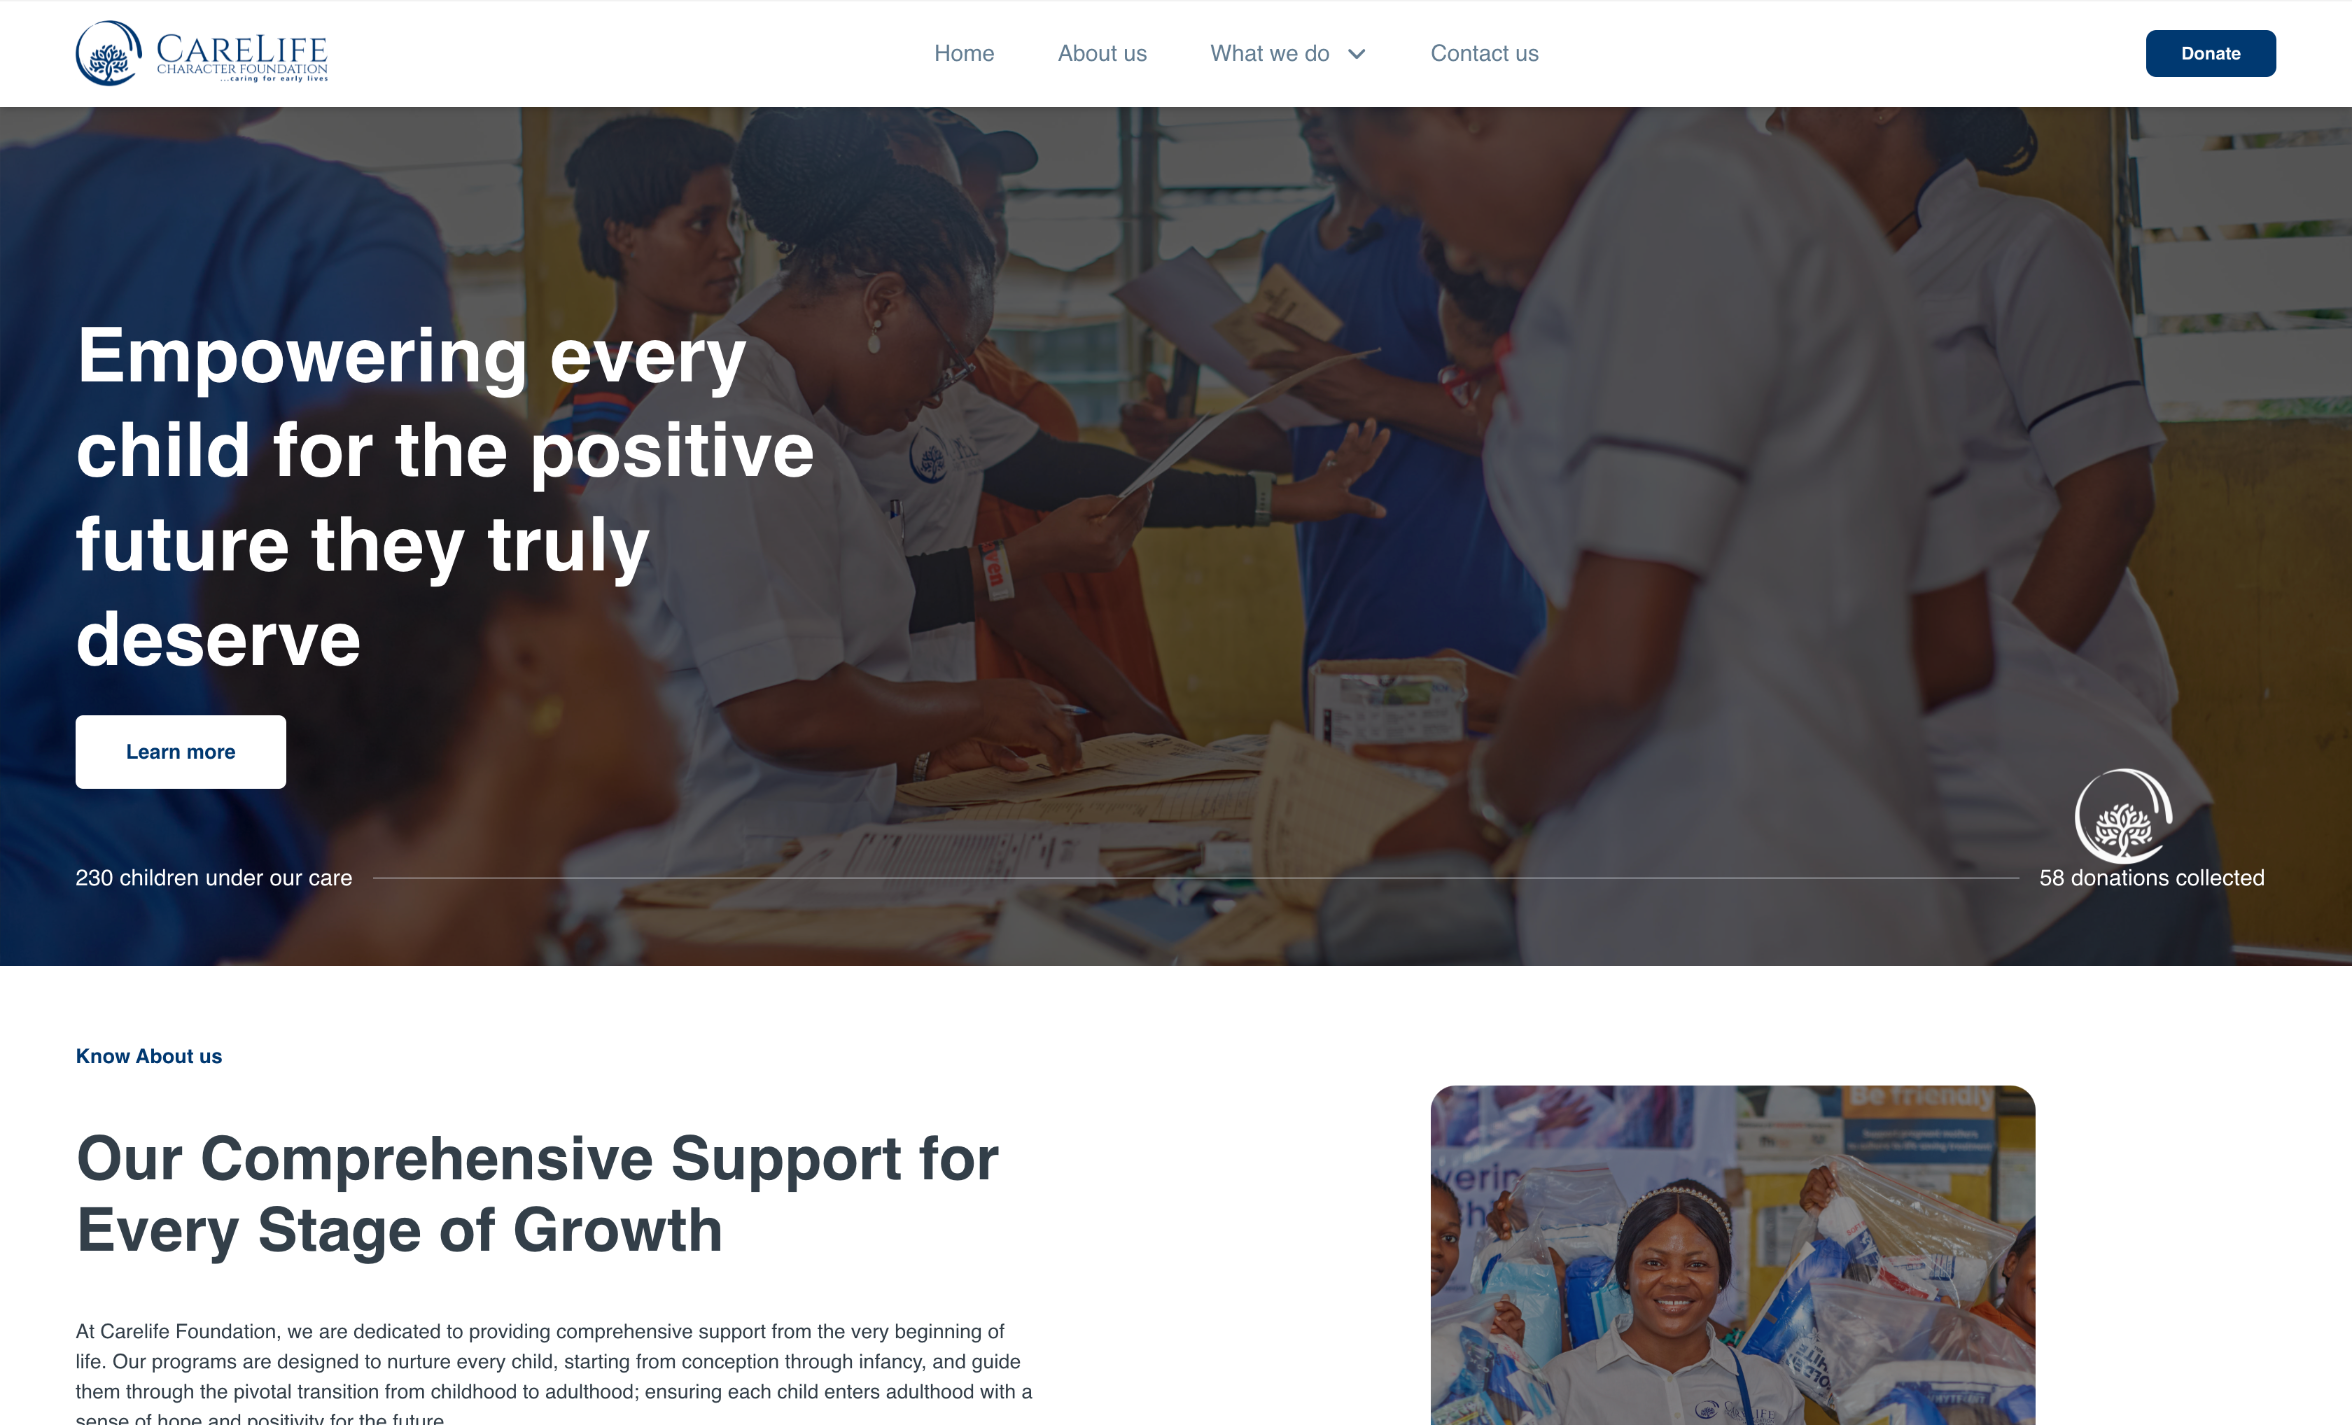 CARELIFE
CHARACTER FOUNDATION
...caring for early lives
Home
About us
What we do
Contact us
Donate
Empowering every
child for the positive
future they truly
deserve
Learn more
230 children under our care
58 donations collected
Know About us
Our Comprehensive Support for
Every Stage of Growth
At Carelife Foundation, we are dedicated to providing comprehensive support from the very beginning of
life. Our programs are designed to nurture every child, starting from conception through infancy, and guide
them through the pivotal transition from childhood to adulthood; ensuring each child enters adulthood with a
sense of hope and positivity for the future
Be friendly